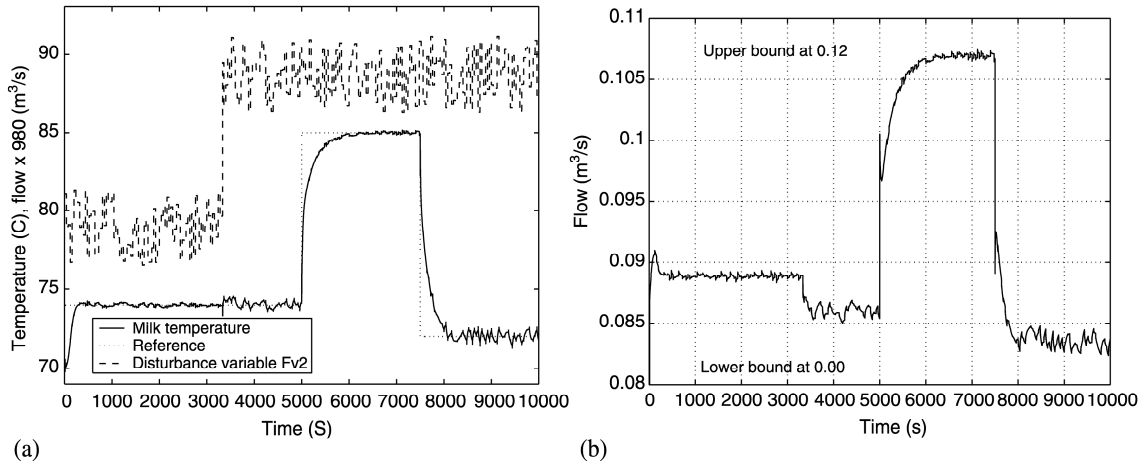 90
85
80
75
70
Temperature (C), flow x 980 (m³/s)
Milk temperature
Reference
Disturbance variable Fv2
0 1000 2000 3000 4000 5000 6000 7000 8000 9000 10000
Time (S)
(a)
0.11
0.105
0.1
0.095
0.09
0.085
0.08
Flow (m³/s)
Upper bound at 0.12
Lower bound at 0.00
0 1000 2000 3000 4000 5000 6000 7000 8000 9000 10000
Time (s)
(b)